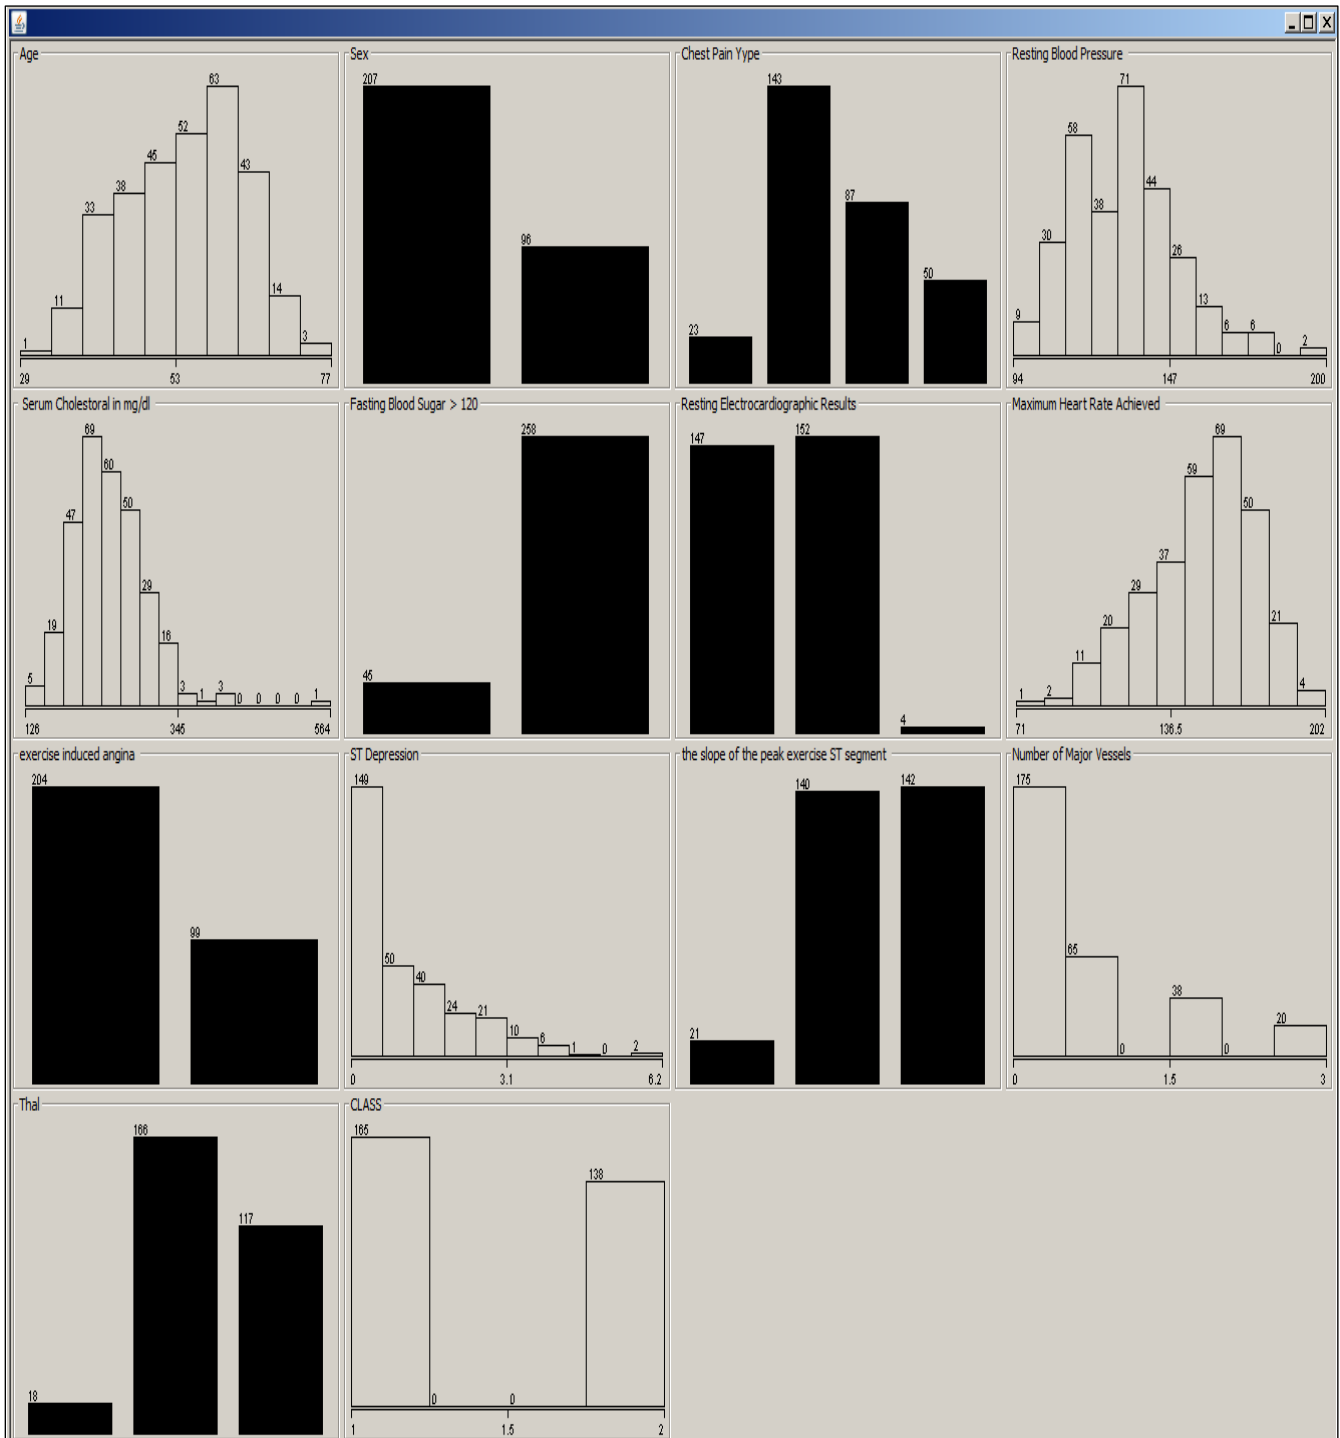 Age
63
52
45
43
38
33
14
11
3
1
29 53 77
Sex
207
96
Chest Pain Yype
143
87
50
23
Resting Blood Pressure
71
58
44
38
30
26
13
9
6 6
0 2
94 147 200
Serum Cholestoral in mg/dl
69
60
50
47
29
19
16
5
3 1 3 0 0 0 0 1
126 345 564
Fasting Blood Sugar > 120
258
45
Resting Electrocardiographic Results
147 152
4
Maximum Heart Rate Achieved
69
59
50
37
29
20 21
11
1 2 4
71 136.5 202
exercise induced angina
204
99
ST Depression
149
50
40
24 21
10
6
1 0 2
0 3.1 6.2
the slope of the peak exercise ST segment
140 142
21
Number of Major Vessels
175
65
38
20
0 0
0 1.5 3
Thal
166
117
18
CLASS
165
138
0 0
1 1.5 2